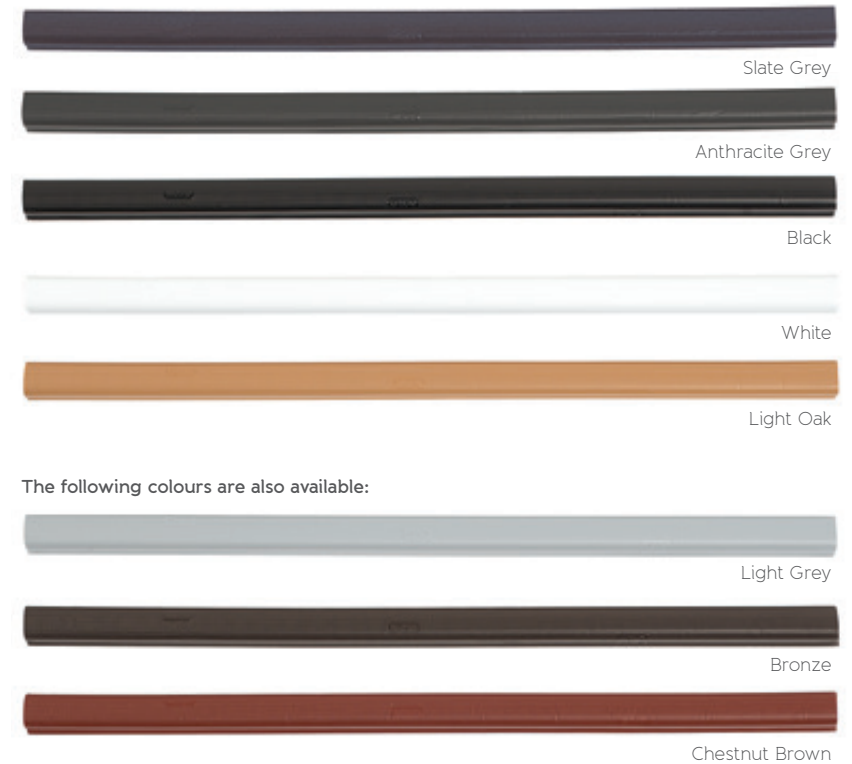 Slate Grey
Anthracite Grey
Black
White
Light Oak
The following colours are also available:
Light Grey
Bronze
Chestnut Brown